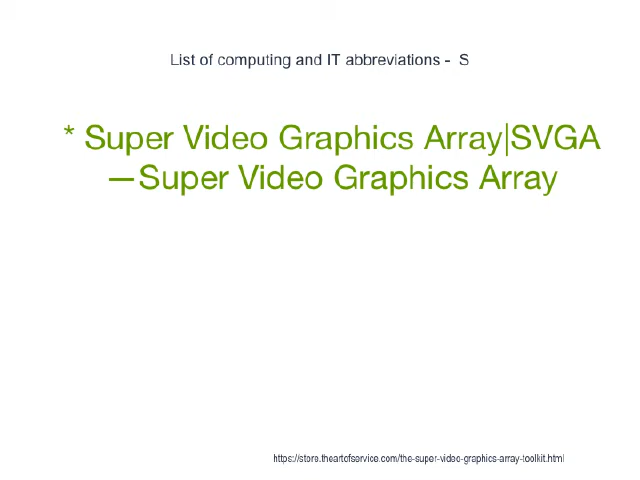 List of computing and IT abbreviations - S
* Super Video Graphics Array|SVGA
—Super Video Graphics Array
https://store.theartofservice.com/the-super-video-graphics-array-toolkit.html